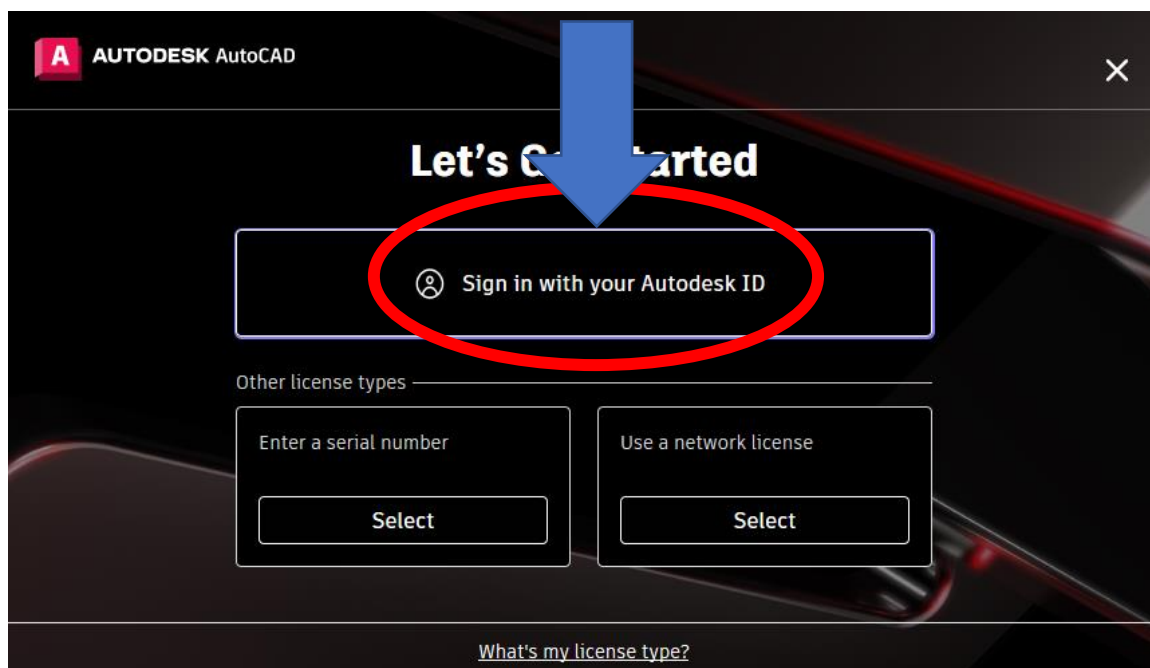 A AUTODESK AutoCAD
Let's G tarted
Sign in with your Autodesk ID
Other license types
Enter a serial number
Use a network license
Select
Select
What's my license type?